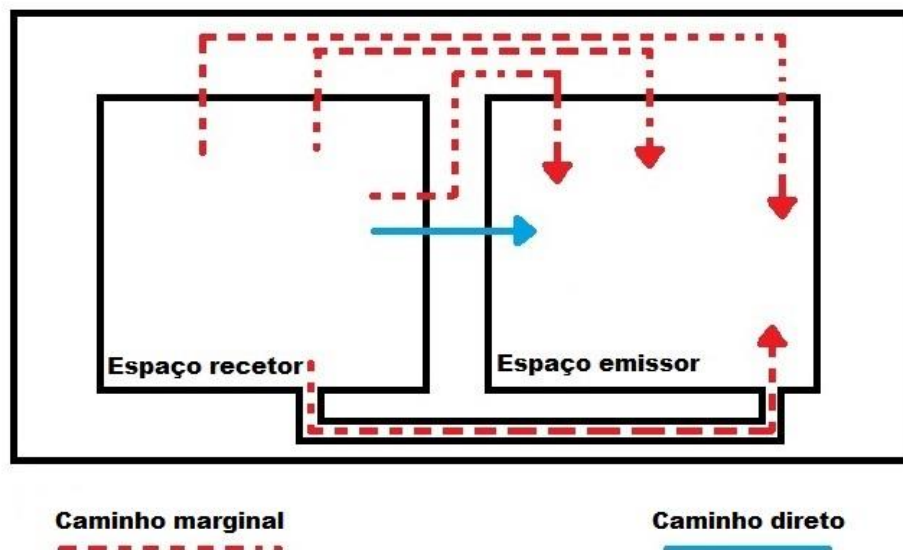 Espaço recetor
Espaço emissor
Caminho marginal
Caminho direto